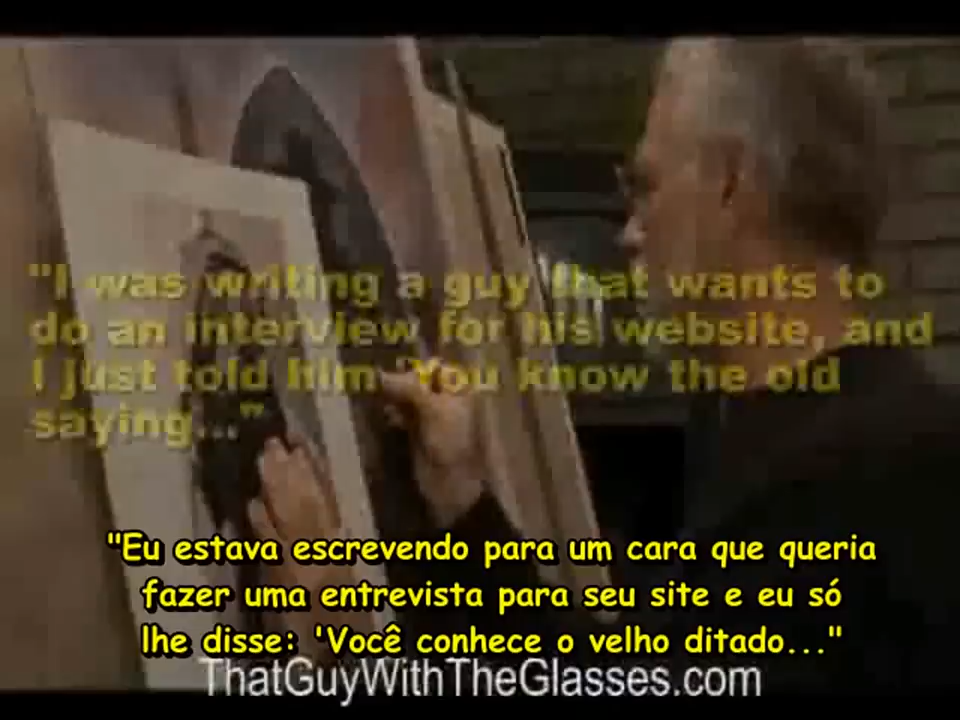 "I was writing a guy that wants to
do an interview for his website, and
I just told him 'You know the old
saying..."
"Eu estava escrevendo para um cara que queria
fazer uma entrevista para seu site e eu só
lhe disse: 'Você conhece o velho ditado..."
ThatGuyWithTheGlasses.com